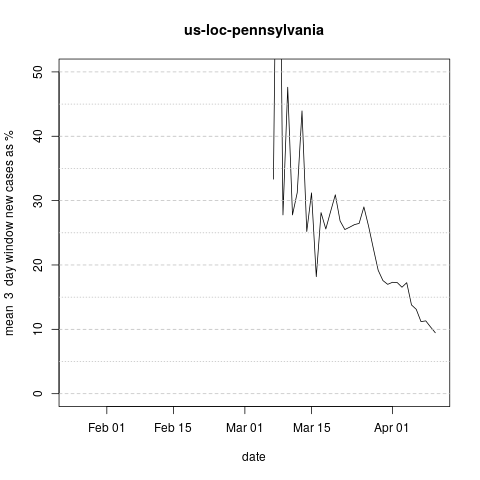 us-loc-pennsylvania
mean 3 day window new cases as %
50
40
30
20
10
0
Feb 01 Feb 15 Mar 01 Mar 15 Apr 01
date